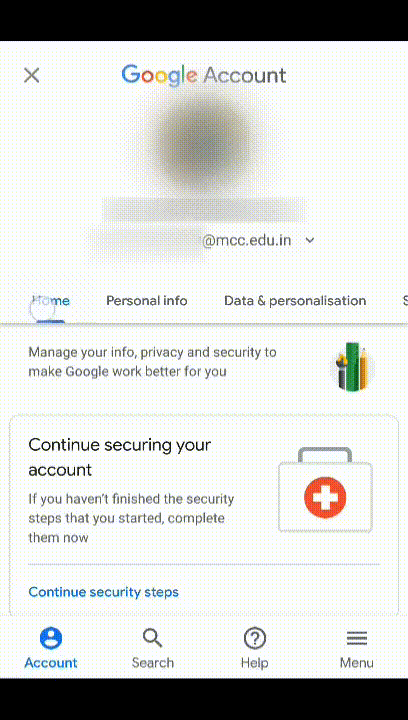 Google Account
@mcc.edu.in
Home Personal info Data & personalisation S
Manage your info, privacy and security to
make Google work better for you
Continue securing your
account
If you haven't finished the security
steps that you started, complete
them now
Continue security steps
Account Search Help Menu